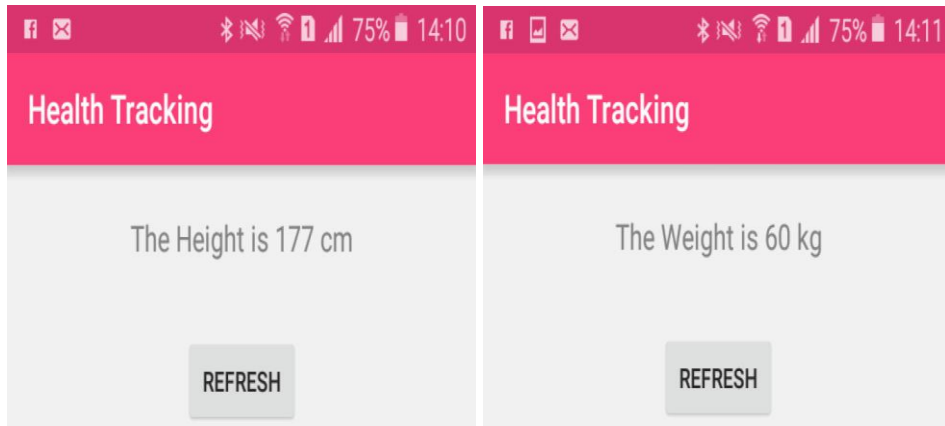 75% 14:10
Health Tracking
The Height is 177 cm
REFRESH
75% 14:11
Health Tracking
The Weight is 60 kg
REFRESH